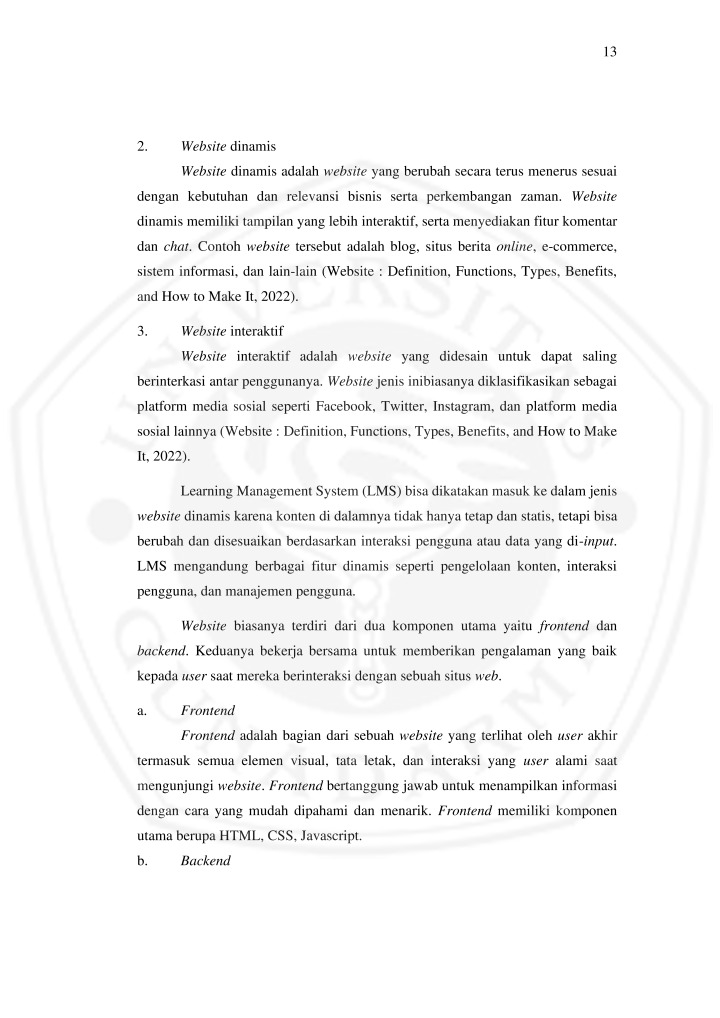 13
2. Website dinamis
Website dinamis adalah website yang berubah secara terus menerus sesuai
dengan kebutuhan dan relevansi bisnis serta perkembangan zaman. Website
dinamis memiliki tampilan yang lebih interaktif, serta menyediakan fitur komentar
dan chat. Contoh website tersebut adalah blog, situs berita online, e-commerce,
sistem informasi, dan lain-lain (Website : Definition, Functions, Types, Benefits,
and How to Make It, 2022).
3. Website interaktif
Website interaktif adalah website yang didesain untuk dapat saling
berinterkasi antar penggunanya. Website jenis inibiasanya diklasifikasikan sebagai
platform media sosial seperti Facebook, Twitter, Instagram, dan platform media
sosial lainnya (Website : Definition, Functions, Types, Benefits, and How to Make
It, 2022).
Learning Management System (LMS) bisa dikatakan masuk ke dalam jenis
website dinamis karena konten di dalamnya tidak hanya tetap dan statis, tetapi bisa
berubah dan disesuaikan berdasarkan interaksi pengguna atau data yang di-input.
LMS mengandung berbagai fitur dinamis seperti pengelolaan konten, interaksi
pengguna, dan manajemen pengguna.
Website biasanya terdiri dari dua komponen utama yaitu frontend dan
backend. Keduanya bekerja bersama untuk memberikan pengalaman yang baik
kepada user saat mereka berinteraksi dengan sebuah situs web.
a. Frontend
Frontend adalah bagian dari sebuah website yang terlihat oleh user akhir
termasuk semua elemen visual, tata letak, dan interaksi yang user alami saat
mengunjungi website. Frontend bertanggung jawab untuk menampilkan informasi
dengan cara yang mudah dipahami dan menarik. Frontend memiliki komponen
utama berupa HTML, CSS, Javascript.
b. Backend
UNIVERSITAS
GUNADARMA